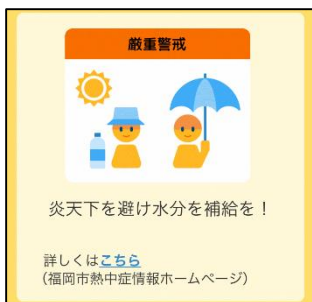 厳重警戒
炎天下を避け水分を補給を！
詳しくはこちら
（福岡市熱中症情報ホームページ）